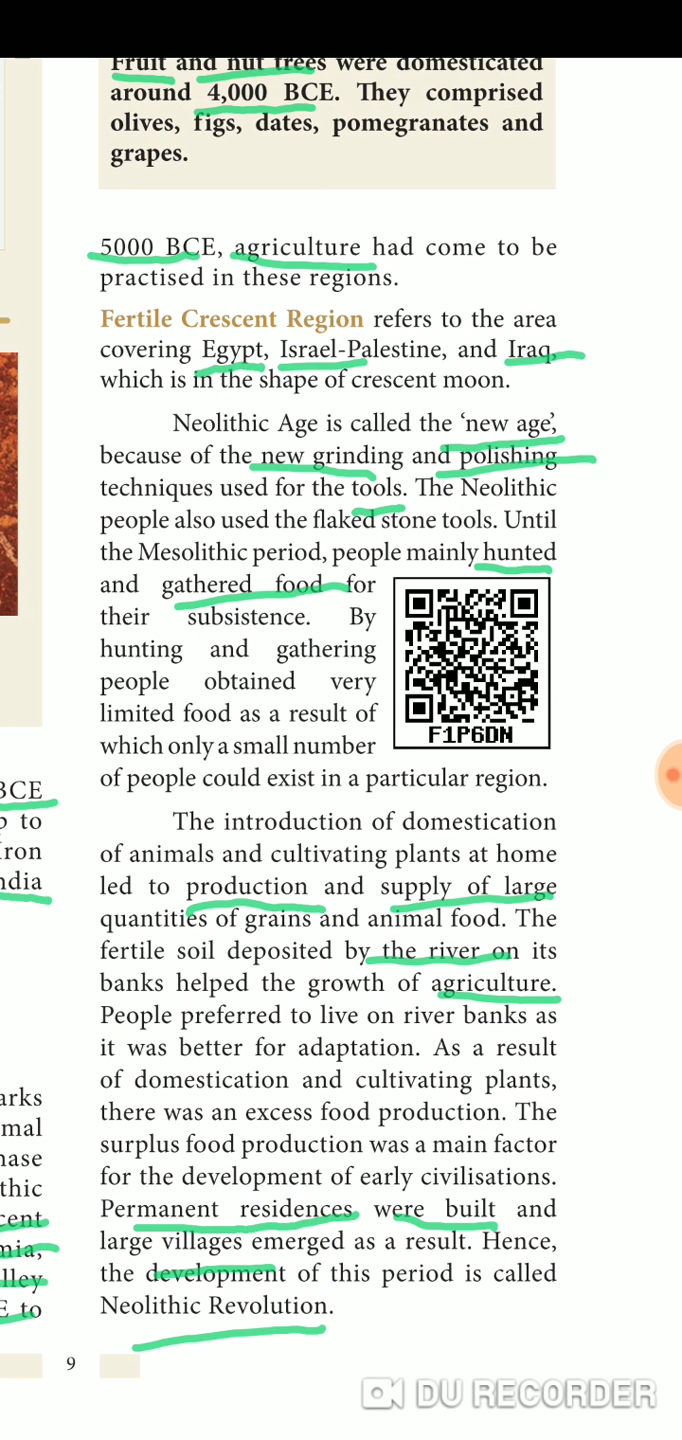 Fruit and nut trees were domesticated
around 4,000 BCE. They comprised
olives, figs, dates, pomegranates and
grapes.
5000 BCE, agriculture had come to be
practised in these regions.
Fertile Crescent Region refers to the area
covering Egypt, Israel-Palestine, and Iraq,
which is in the shape of crescent moon.
Neolithic Age is called the ‘new age’,
because of the new grinding and polishing
techniques used for the tools. The Neolithic
people also used the flaked stone tools. Until
the Mesolithic period, people mainly hunted
and gathered food for
their subsistence. By
hunting and gathering
people obtained very
limited food as a result of
which only a small number
of people could exist in a particular region.
F1P6DN
The introduction of domestication
of animals and cultivating plants at home
led to production and supply of large
quantities of grains and animal food. The
fertile soil deposited by the river on its
banks helped the growth of agriculture.
People preferred to live on river banks as
it was better for adaptation. As a result
of domestication and cultivating plants,
there was an excess food production. The
surplus food production was a main factor
for the development of early civilisations.
Permanent residences were built and
large villages emerged as a result. Hence,
the development of this period is called
Neolithic Revolution.
BCE
to
Iron
E to
9
DU RECORDER